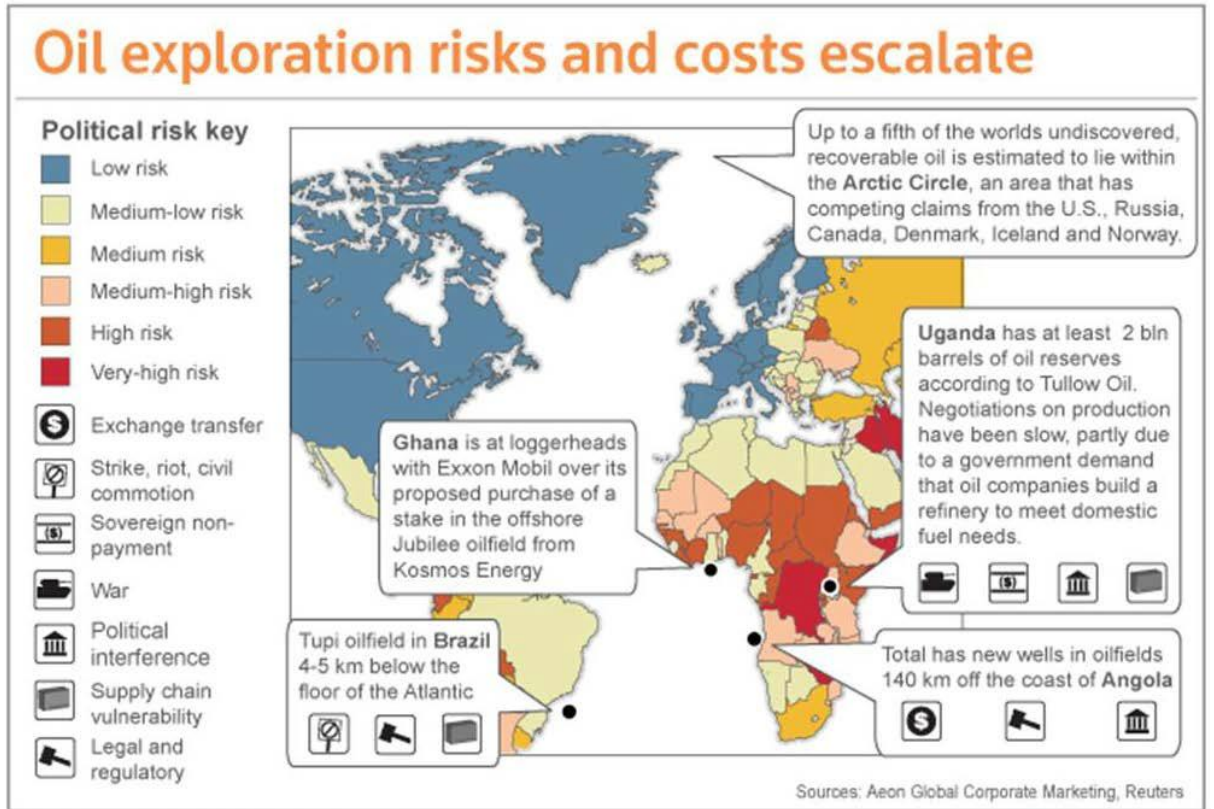 Oil exploration risks and costs escalate
Political risk key
Low risk
Medium-low risk
Medium risk
Medium-high risk
High risk
Very-high risk
Exchange transfer
Strike, riot, civil
commotion
Sovereign non-
payment
War
Political
interference
Supply chain
vulnerability
Legal and
regulatory
Up to a fifth of the worlds undiscovered,
recoverable oil is estimated to lie within
the Arctic Circle, an area that has
competing claims from the U.S., Russia,
Canada, Denmark, Iceland and Norway.
Uganda has at least 2 bln
barrels of oil reserves
according to Tullow Oil.
Negotiations on production
have been slow, partly due
to a government demand
that oil companies build a
refinery to meet domestic
fuel needs.
Ghana is at loggerheads
with Exxon Mobil over its
proposed purchase of a
stake in the offshore
Jubilee oilfield from
Kosmos Energy
Tupi oilfield in Brazil
4-5 km below the
floor of the Atlantic
Total has new wells in oilfields
140 km off the coast of Angola
Sources: Aeon Global Corporate Marketing, Reuters